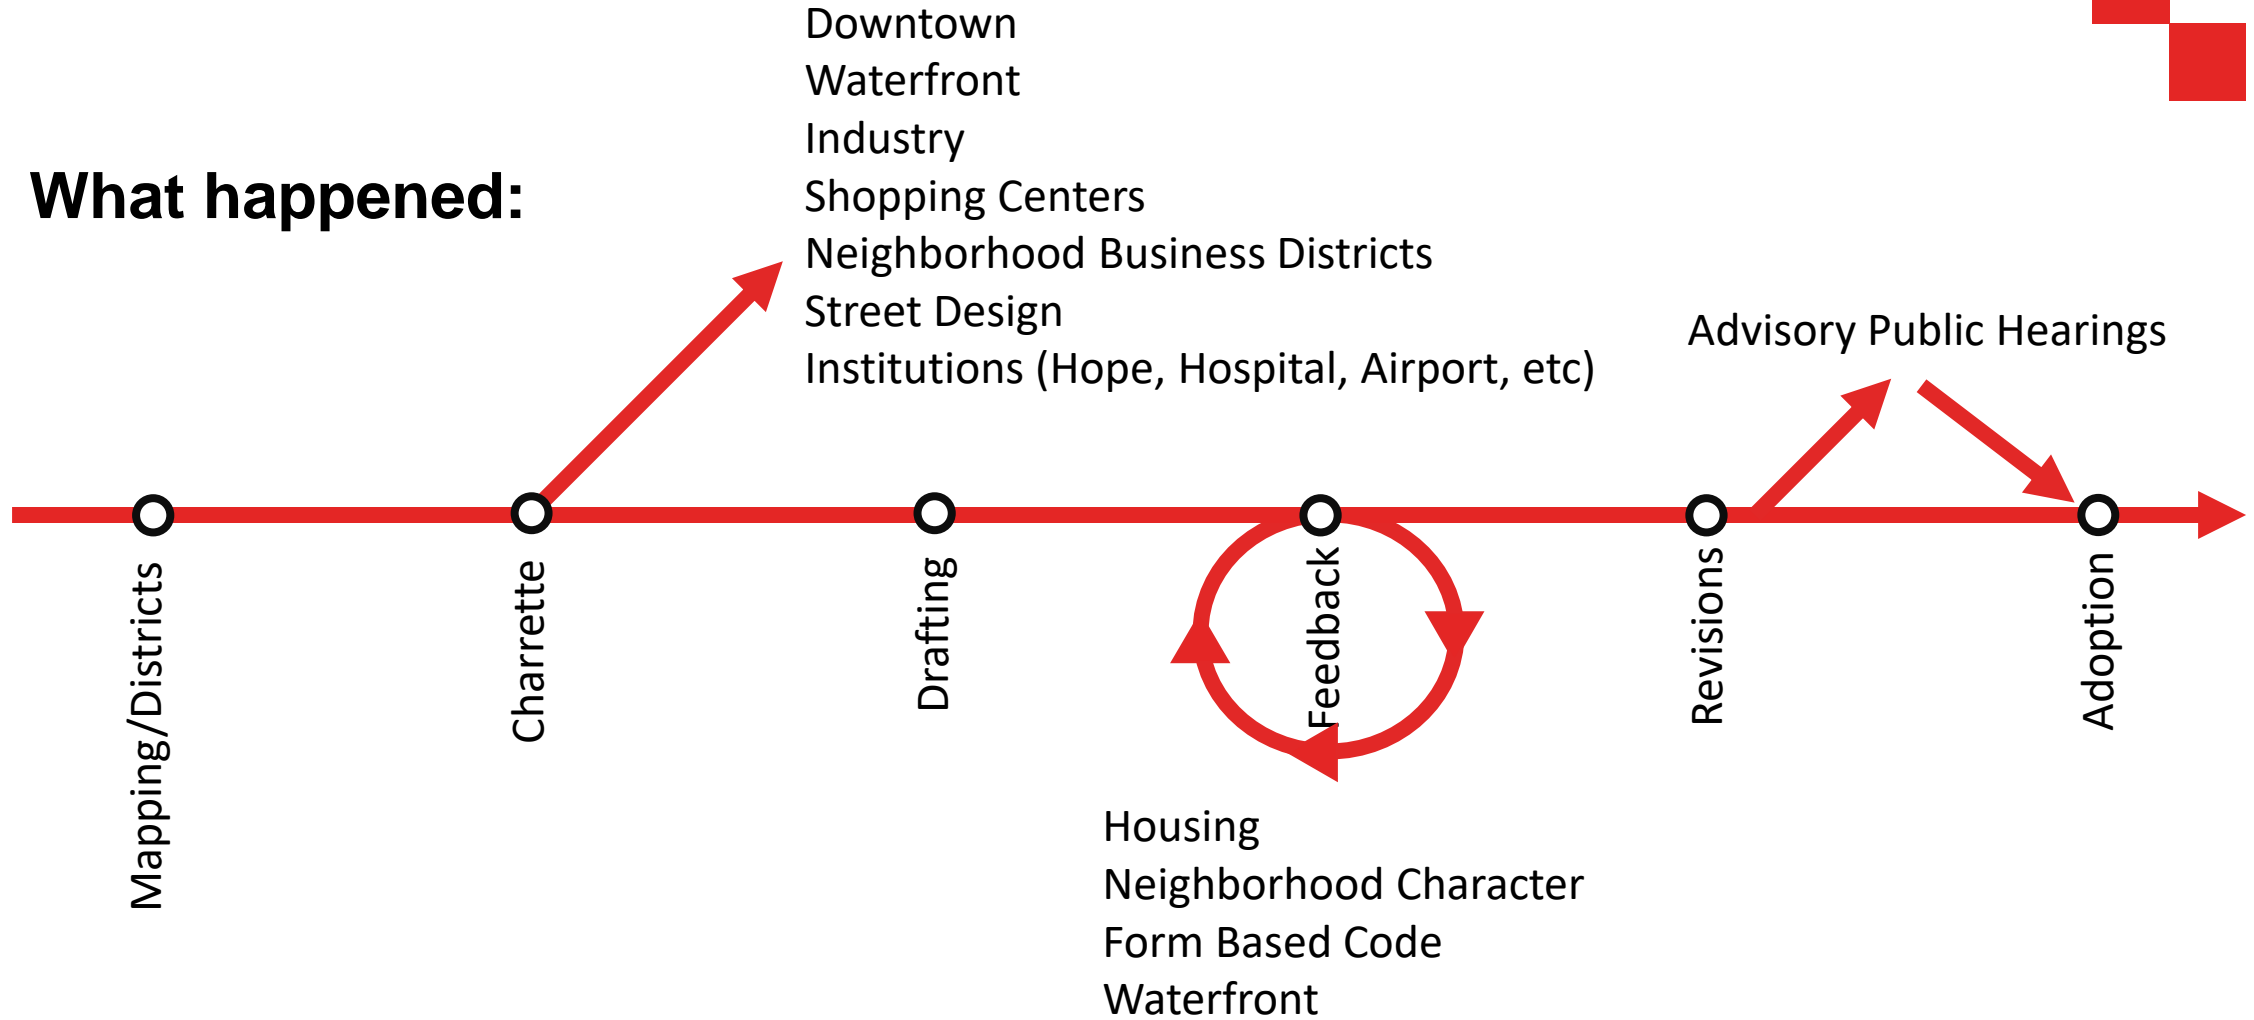 What happened:
Downtown
Waterfront
Industry
Shopping Centers
Neighborhood Business Districts
Street Design
Institutions (Hope, Hospital, Airport, etc)
Advisory Public Hearings
Mapping/Districts
Charrette
Drafting
Feedback
Revisions
Adoption
Housing
Neighborhood Character
Form Based Code
Waterfront